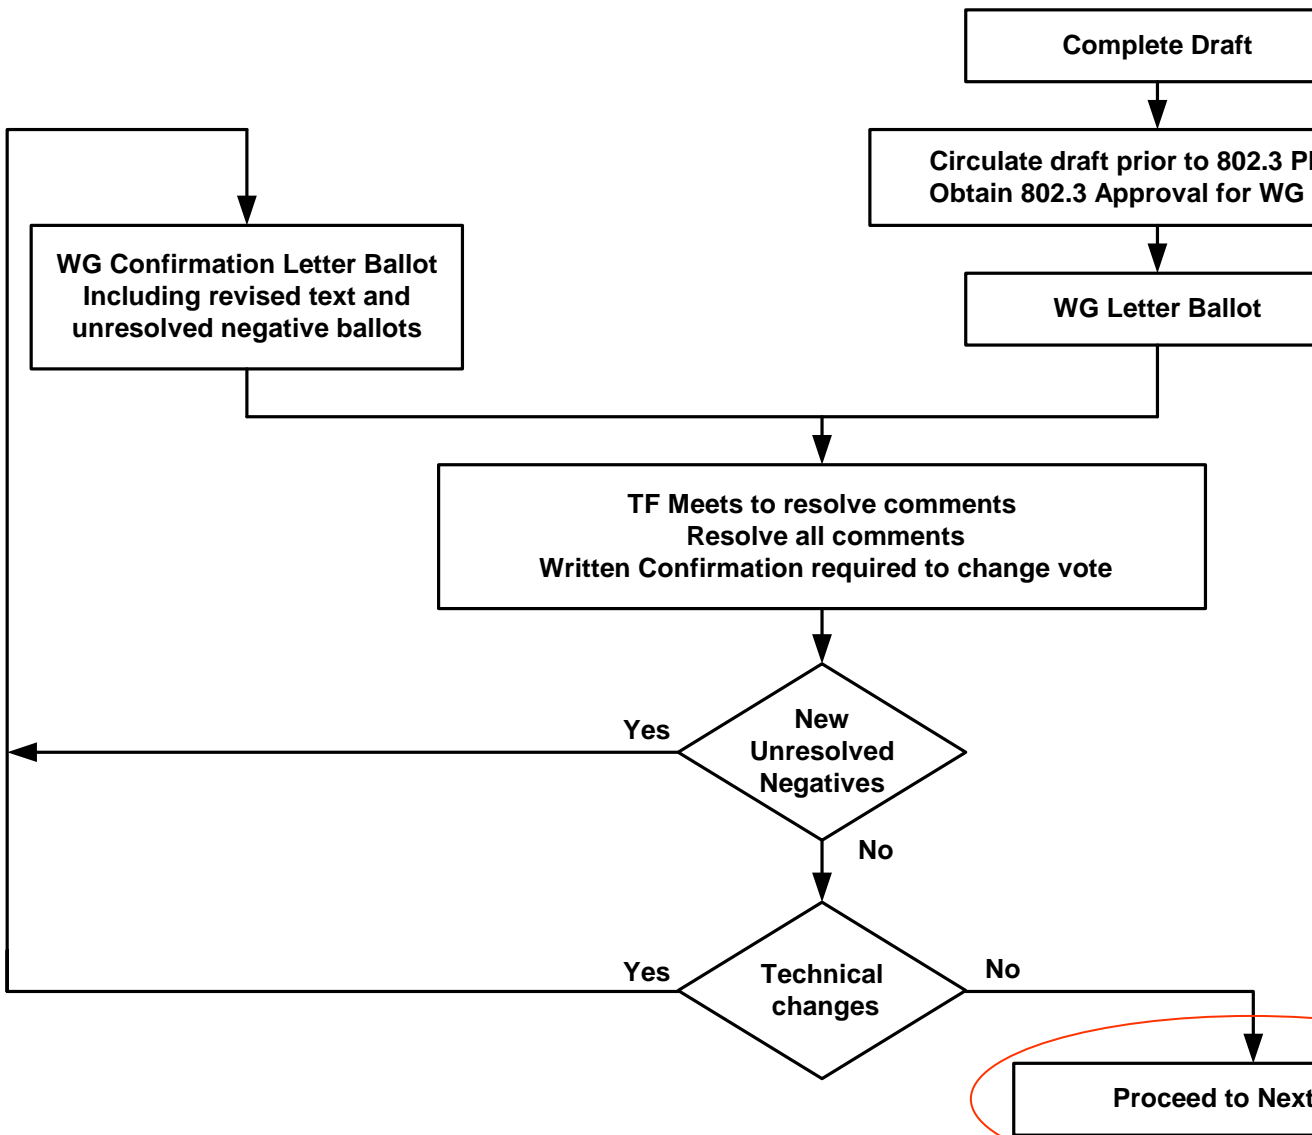 Complete Draft
Circulate draft prior to 802.3
Obtain 802.3 Approval for WG
WG Confirmation Letter Ballot
Including revised text and
unresolved negative ballots
WG Letter Ballot
TF Meets to resolve comments
Resolve all comments
Written Confirmation required to change vote
Yes
New
Unresolved
Negatives
No
Yes
Technical
changes
No
Proceed to Next